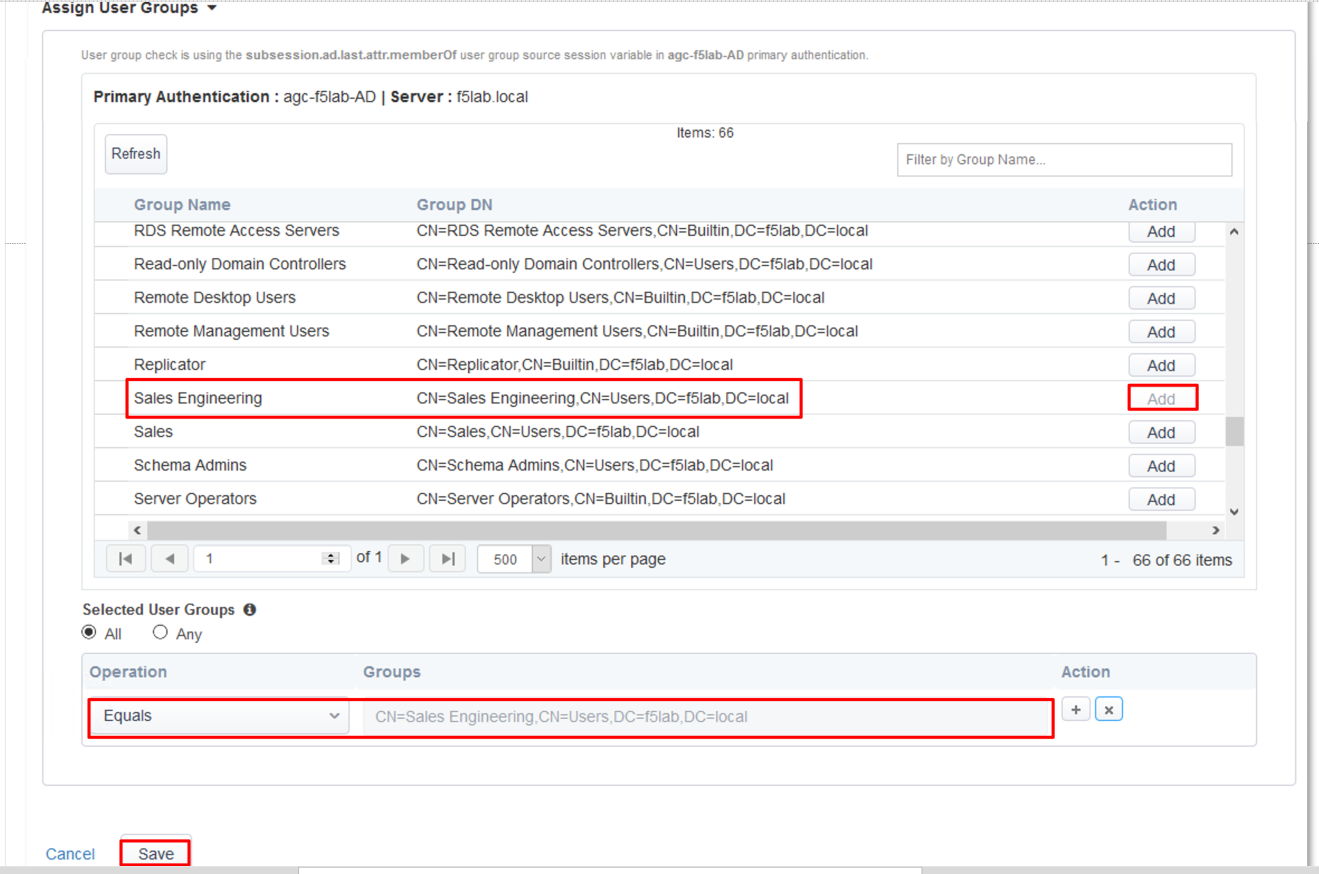 Assign User Groups
User group check is using the subsession.ad.last.attr.memberOf user group source session variable in agc-f5lab-AD primary authentication.
Primary Authentication : agc-f5lab-AD | Server : f5lab.local
Items: 66
Refresh
Filter by Group Name...
Group Name Group DN Action
RDS Remote Access Servers CN=RDS Remote Access Servers,CN=Builtin,DC=f5lab,DC=local Add
Read-only Domain Controllers CN=Read-only Domain Controllers,CN=Users,DC=f5lab,DC=local Add
Remote Desktop Users CN=Remote Desktop Users,CN=Builtin,DC=f5lab,DC=local Add
Remote Management Users CN=Remote Management Users,CN=Builtin,DC=f5lab,DC=local Add
Replicator CN=Replicator,CN=Builtin,DC=f5lab,DC=local Add
Sales Engineering CN=Sales Engineering,CN=Users,DC=f5lab,DC=local Add
Sales CN=Sales,CN=Users,DC=f5lab,DC=local Add
Schema Admins CN=Schema Admins,CN=Users,DC=f5lab,DC=local Add
Server Operators CN=Server Operators,CN=Builtin,DC=f5lab,DC=local Add
1 of 1 500 items per page 1 - 66 of 66 items
Selected User Groups
All Any
Operation Groups Action
Equals CN=Sales Engineering,CN=Users,DC=f5lab,DC=local + x
Cancel Save